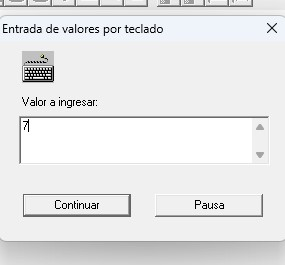 Entrada de valores por teclado
Valor a ingresar:
7
Continuar
Pausa